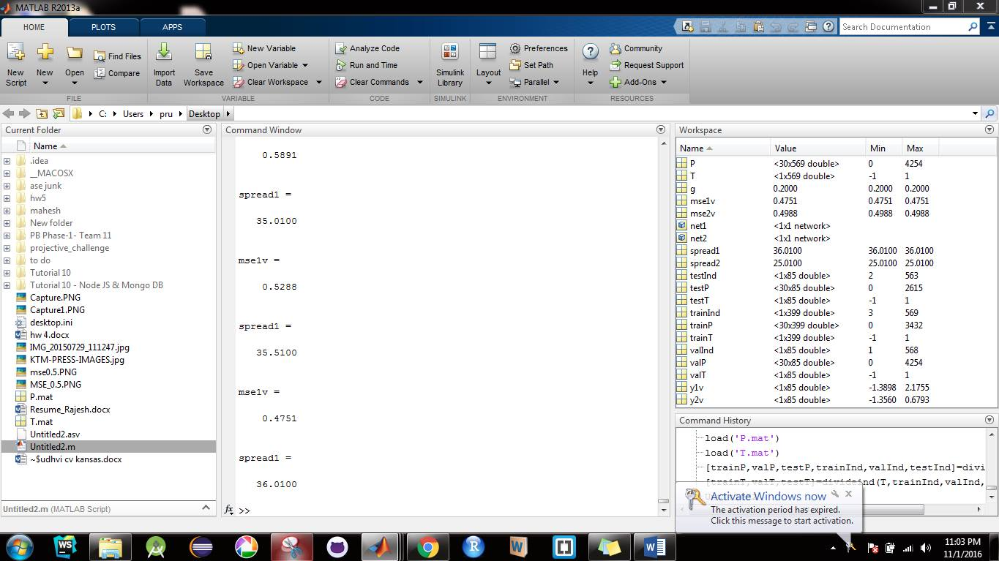 MATLAB R2013a
HOME PLOTS APPS Search Documentation
New Script
New
Open
Find Files
Compare
FILE
Import Data
Save Workspace
New Variable
Open Variable
Clear Workspace
VARIABLE
Analyze Code
Run and Time
Clear Commands
CODE
Simulink Library
SIMULINK
Layout
Preferences
Set Path
Parallel
ENVIRONMENT
Help
Community
Request Support
Add-Ons
RESOURCES
C: Users pru Desktop
Current Folder
Name
.idea
__MACOSX
ase junk
hw5
mahesh
New folder
PB Phase-1- Team 11
projective_challenge
to do
Tutorial 10
Tutorial 10 - Node JS & Mongo DB
Capture.PNG
Capture1.PNG
desktop.ini
hw 4.docx
IMG_20150729_111247.jpg
KTM-PRESS-IMAGES.jpg
mse0.5.PNG
MSE_0.5.PNG
P.mat
Resume_Rajesh.docx
T.mat
Untitled2.asv
Untitled2.m
~$udhvi cv kansas.docx
Untitled2.m (MATLAB Script)
Command Window
0.5891
spread1 =
35.0100
mse1v =
0.5288
spread1 =
35.5100
mse1v =
0.4751
spread1 =
36.0100
fx >>
Workspace
Name Value Min Max
P <30x569 double> 0 4254
T <1x569 double> -1 1
g 0.2000 0.2000 0.2000
mse1v 0.4751 0.4751 0.4751
mse2v 0.4988 0.4988 0.4988
net1 <1x1 network>
net2 <1x1 network>
spread1 36.0100 36.0100 36.0100
spread2 25.0100 25.0100 25.0100
testInd <1x85 double> 2 563
testP <30x85 double> 0 2615
testT <1x85 double> -1 1
trainInd <1x399 double> 3 569
trainP <30x399 double> 0 3432
trainT <1x399 double> -1 1
valInd <1x85 double> 1 568
valP <30x85 double> 0 4254
valT <1x85 double> -1 1
y1v <1x85 double> -1.3898 2.1755
y2v <1x85 double> -1.3560 0.6793
Command History
load('P.mat')
load('T.mat')
[trainP,valP,testP,trainInd,valInd,testInd]=divi
[trainT,valT,testT]=divideind(T,trainInd,valInd,
Activate Windows now
The activation period has expired.
Click this message to start activation.
WS R W W
11:03 PM
11/1/2016